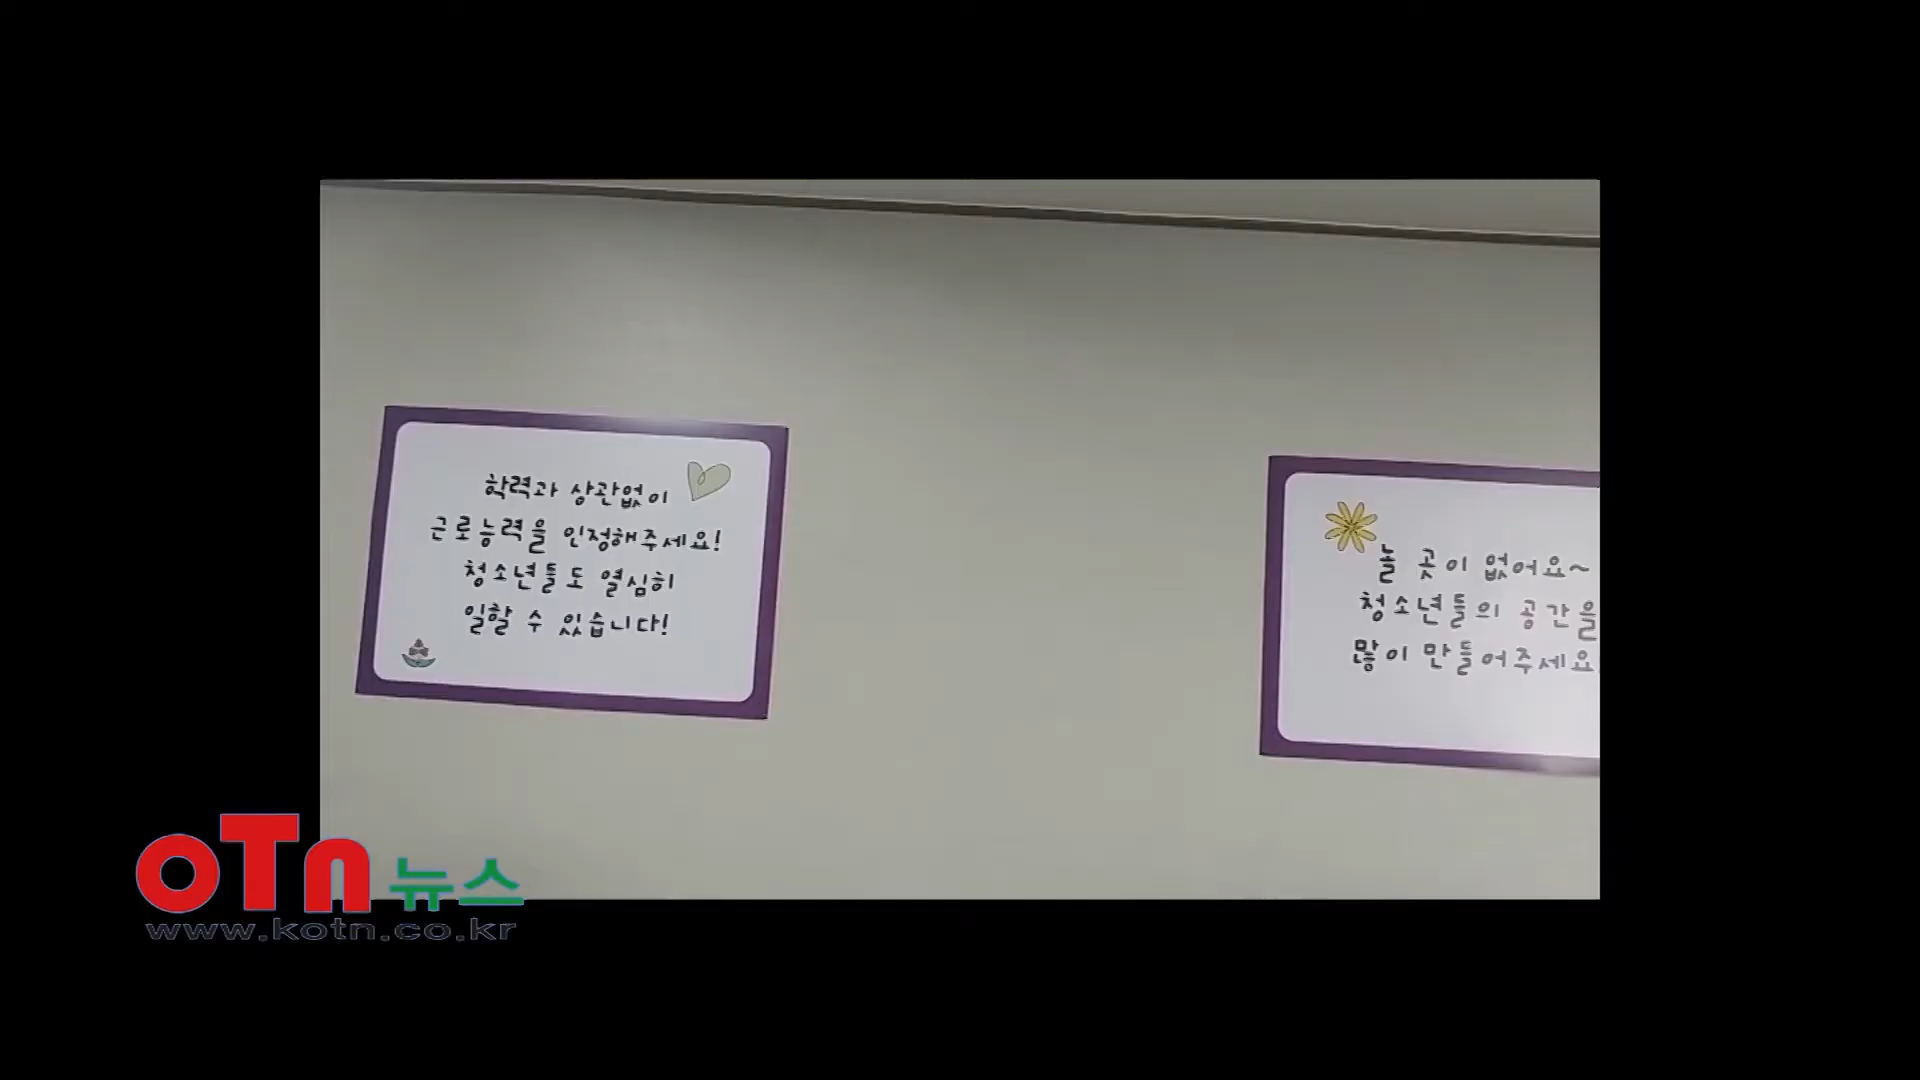 학력과 상관없이
근로능력을 인정해주세요!
청소년들도 열심히
일할 수 있습니다!
놀 곳이 없어요~
청소년들의 공간을
많이 만들어주세요
oTn 뉴스
www.kotn.co.kr